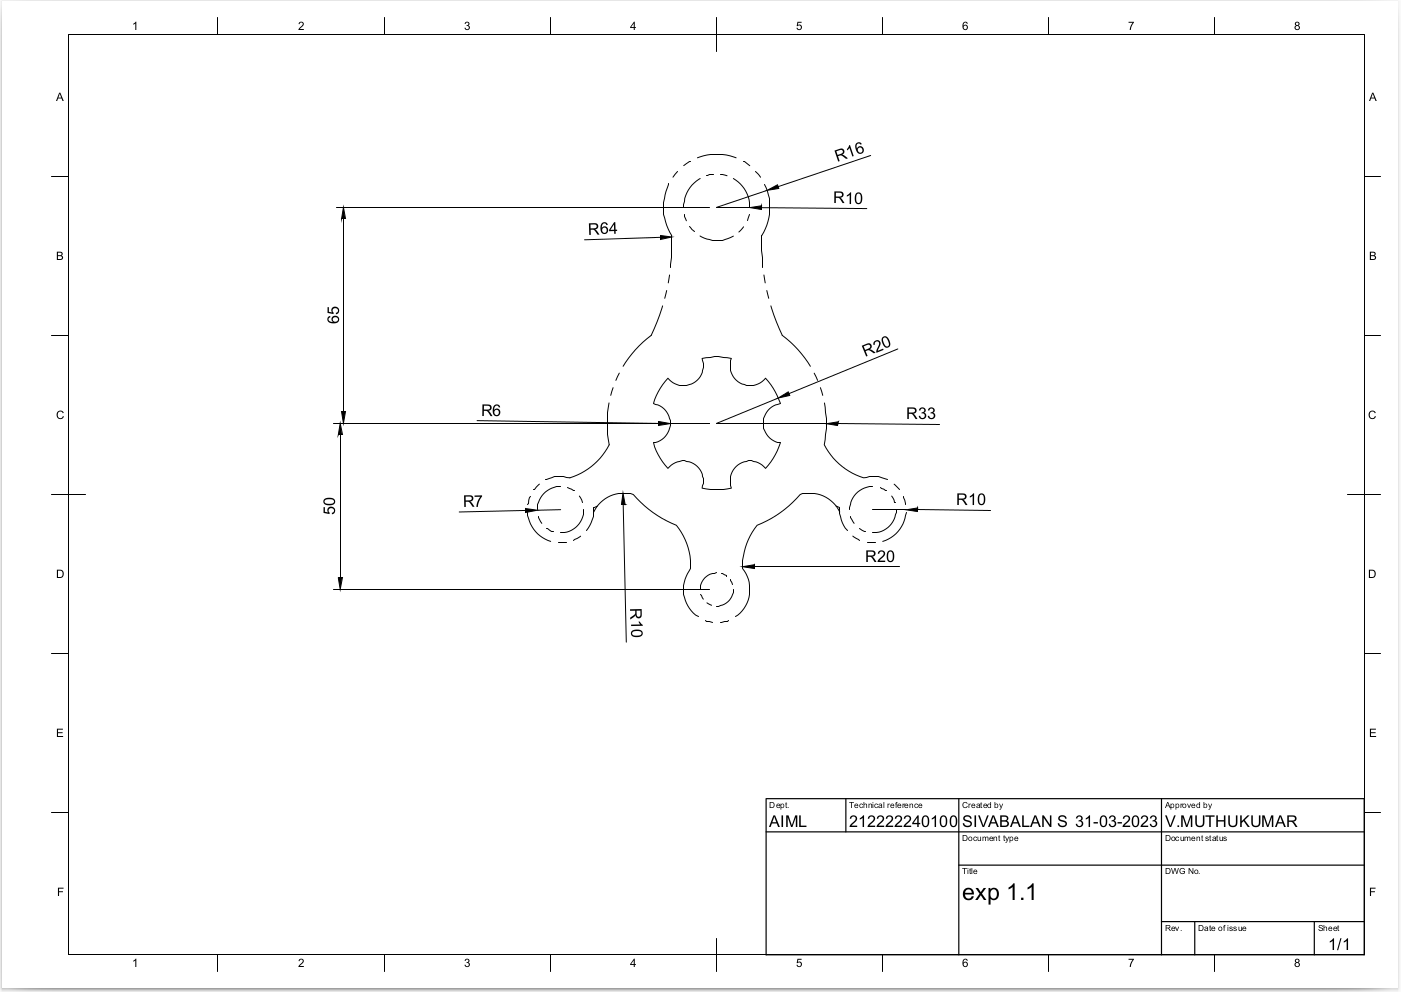 1 2 3 4 5 6 7 8
A A
R16
R10
R64
B B
65
R20
R6 R33
C C
R7 50 R10
R20
D D
R10
E E
Dept. Technical reference Created by Approved by
AIML 212222240100 SIVABALAN S 31-03-2023 V.MUTHUKUMAR
Document type Document status
Title DWG No.
exp 1.1
F F
Rev. Date of issue Sheet
1/1
1 2 3 4 5 6 7 8